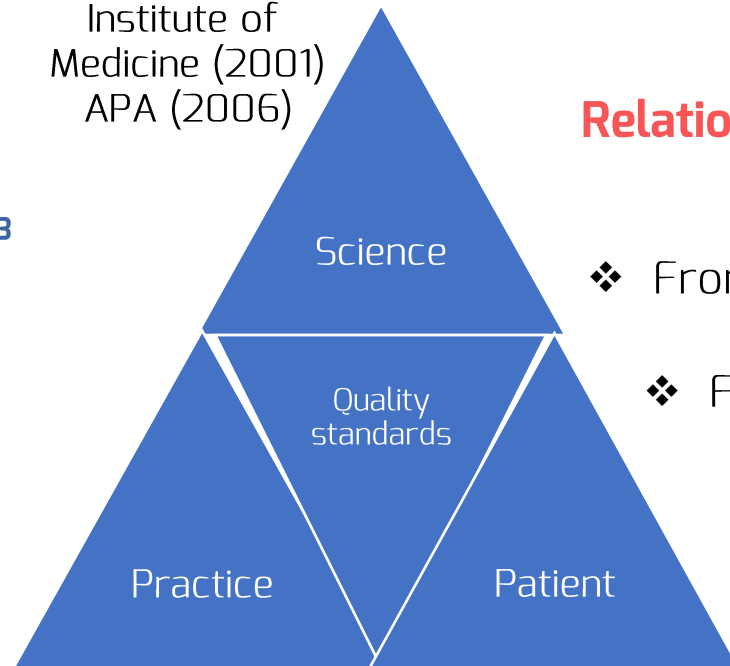 Institute of
Medicine (2001)
APA (2006)
Science
Quality
standards
Practice
Patient